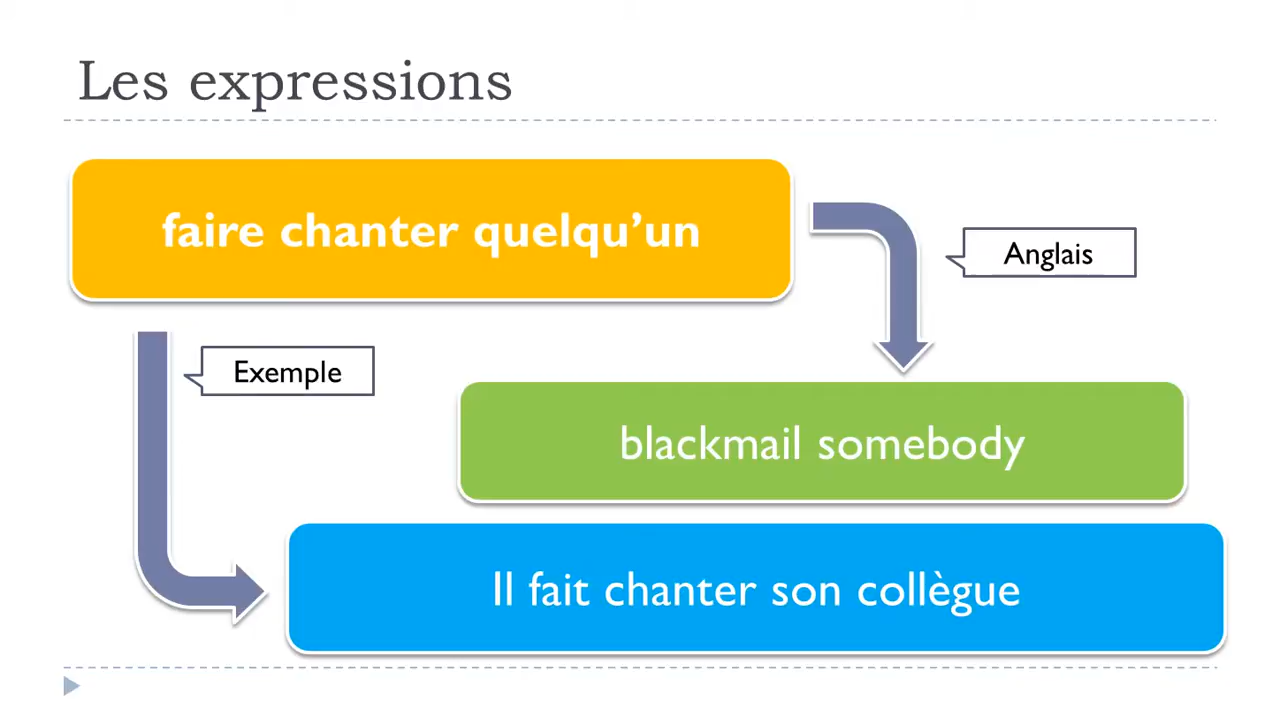 Les expressions
faire chanter quelqu’un
Anglais
Exemple
blackmail somebody
Il fait chanter son collègue